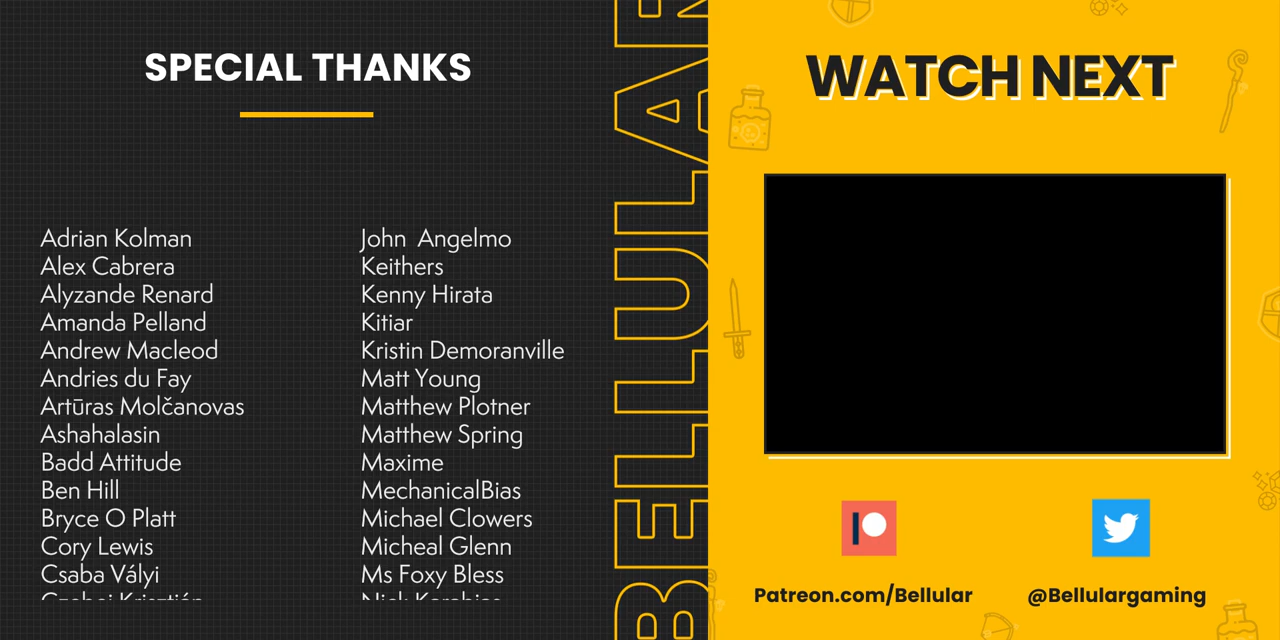 SPECIAL THANKS
Adrian Kolman
Alex Cabrera
Alyzande Renard
Amanda Pelland
Andrew Macleod
Andries du Fay
Artūras Molčanovas
Ashahalasin
Badd Attitude
Ben Hill
Bryce O Platt
Cory Lewis
Csaba Vályi
John  Angelmo
Keithers
Kenny Hirata
Kitiar
Kristin Demoranville
Matt Young
Matthew Plotner
Matthew Spring
Maxime
MechanicalBias
Michael Clowers
Micheal Glenn
Ms Foxy Bless
BELLULAR
WATCH NEXT
Patreon.com/Bellular
@Bellulargaming